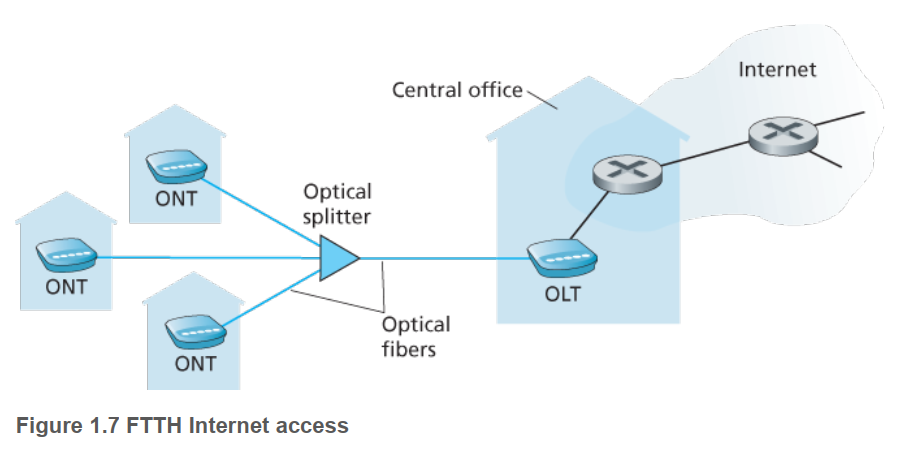 Internet
Central office
ONT
Optical
splitter
ONT
OLT
Optical
fibers
ONT
Figure 1.7 FTTH Internet access